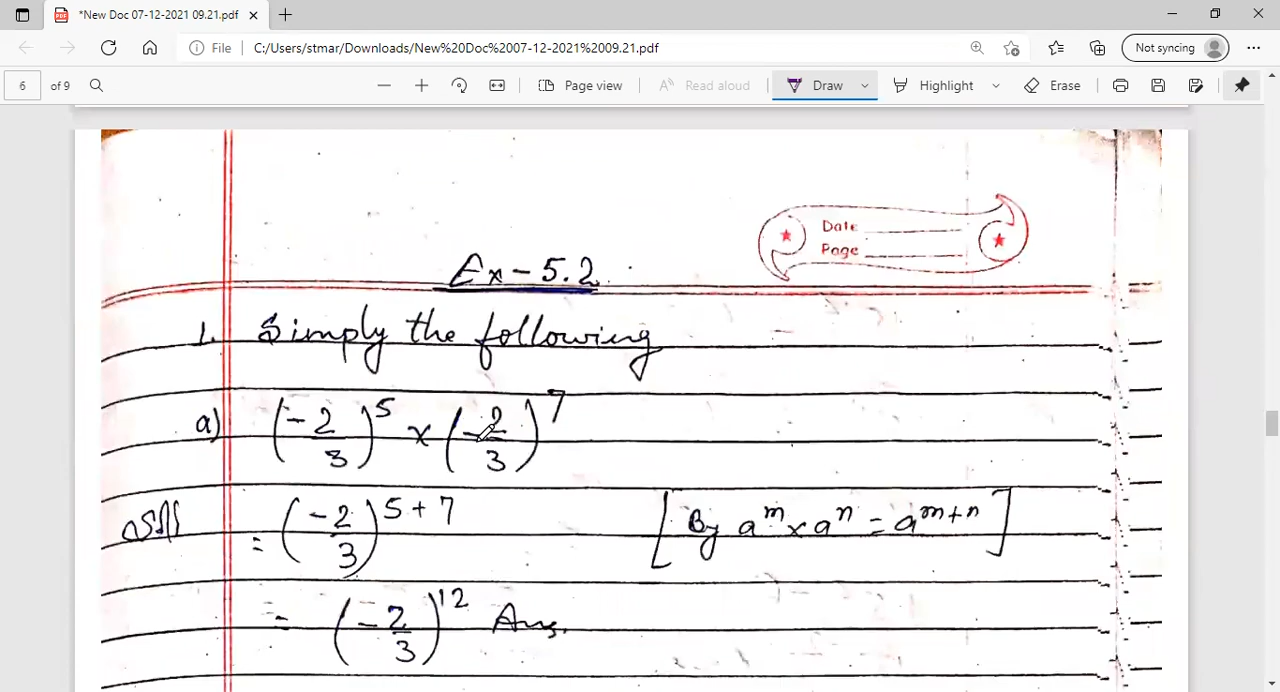 *New Doc 07-12-2021 09.21.pdf
File C:/Users/stmar/Downloads/New%20Doc%2007-12-2021%2009.21.pdf Not syncing
6 of 9 Page view Read aloud Draw Highlight Erase
Date
Page
Ex - 5.2
1. Simply the following
a) (-2/3)^5 × (-2/3)^7
= (-2/3)^5+7 [By a^m × a^n = a^m+n]
= (-2/3)^12 Ans.